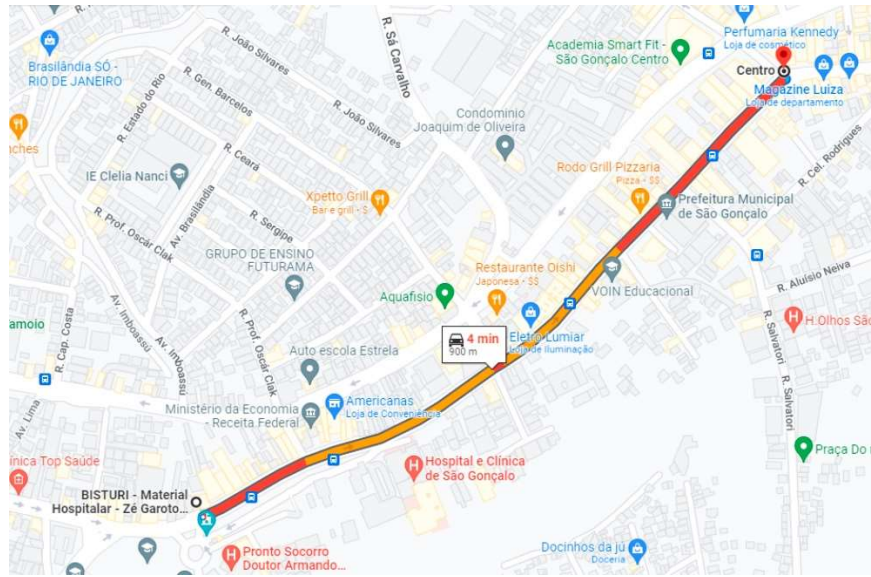 Perfumaria Kennedy
Loja de cosmético
Academia Smart Fit -
São Gonçalo Centro
R. João Silvares
R. Sá Carvalho
Brasilândia SÓ -
RIO DE JANEIRO
Centro
Magazine Luiza
Loja de departamento
R. Gen. Barcelos
R. Estado do Rio
R. João Silvares
Condominio
Joaquim de Oliveira
nches
R. Ceará
R. Cel. Rodrigues
IE Clelia Nanci
Rodo Grill Pizzaria
Pizza - $$
Xpetto Grill
Bar e grill - $
Av. Brasilândia
R. Sergipe
R. Prof. Oscár Clak
Prefeitura Municipal
de São Gonçalo
GRUPO DE ENSINO
FUTURAMA
Restaurante Oishi
Japonesa - $$
VOIN Educacional
R. Aluísio Neiva
Av. Imboassú
R. Prof. Oscár Clak
Aquafisio
amoio
R. Cap. Costa
Av. Imboassú
H.Olhos São
R. Salvatori
4 min
900 m
Eletro Lumiar
Loja de Iluminação
Auto escola Estrela
R. Salvatori
Av. Lima
Ministério da Economia
- Receita Federal
Americanas
Loja de Conveniência
Praça Do
ínica Top Saúde
Hospital e Clínica
de São Gonçalo
BISTURI - Material
Hospitalar - Zé Garoto...
Docinhos da jú
Doceria
Pronto Socorro
Doutor Armando...